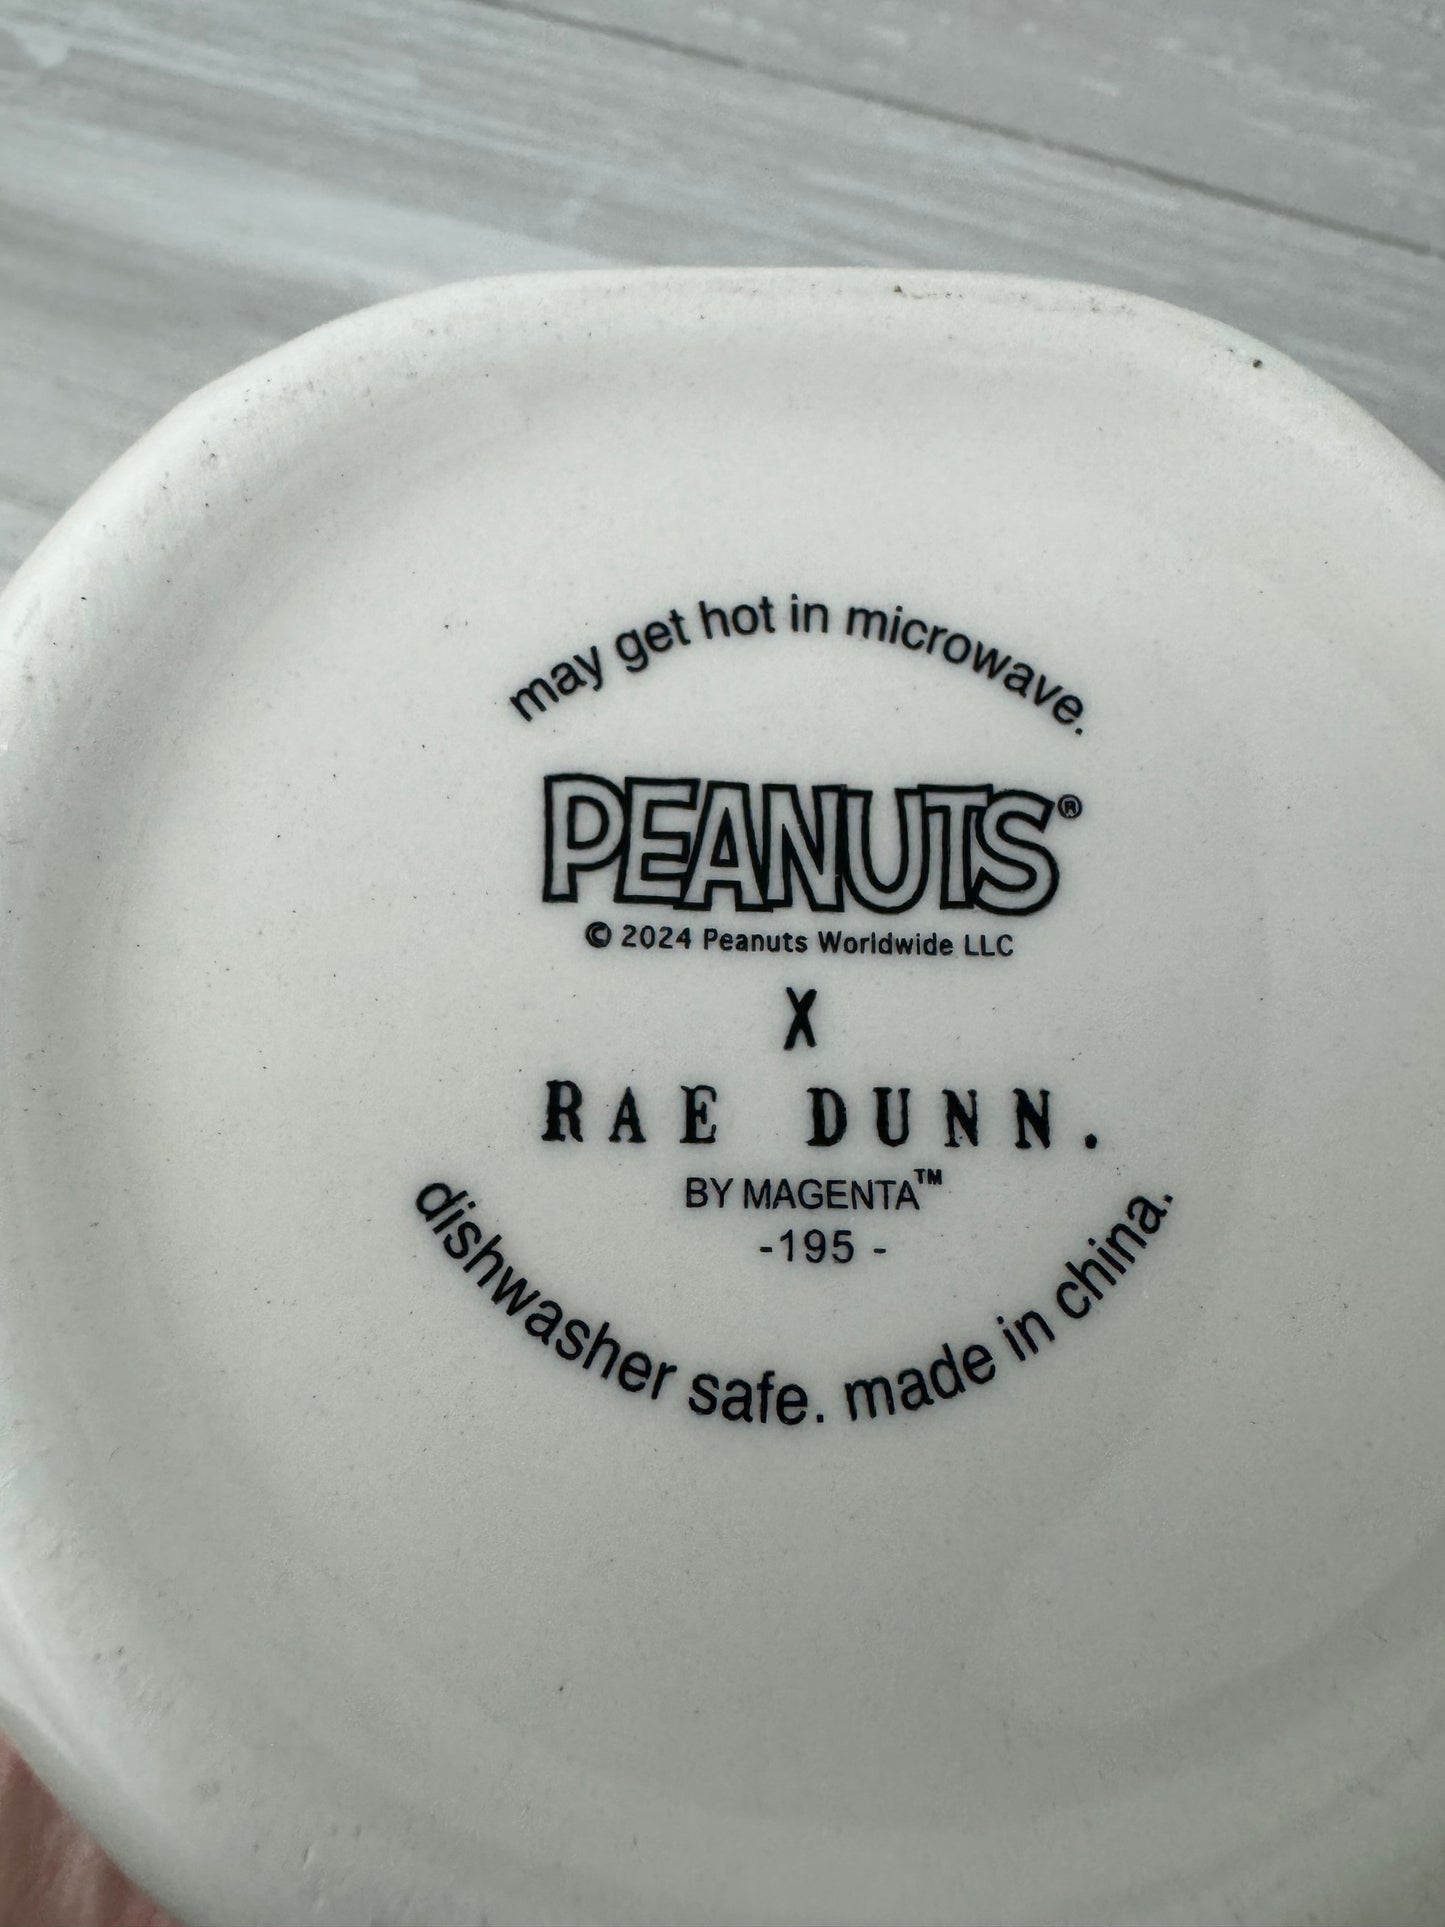 may get hot in microwave.
PEANUTS®
© 2024 Peanuts Worldwide LLC
X
RAE DUNN.
BY MAGENTA™
-195 -
dishwasher safe. made in china.